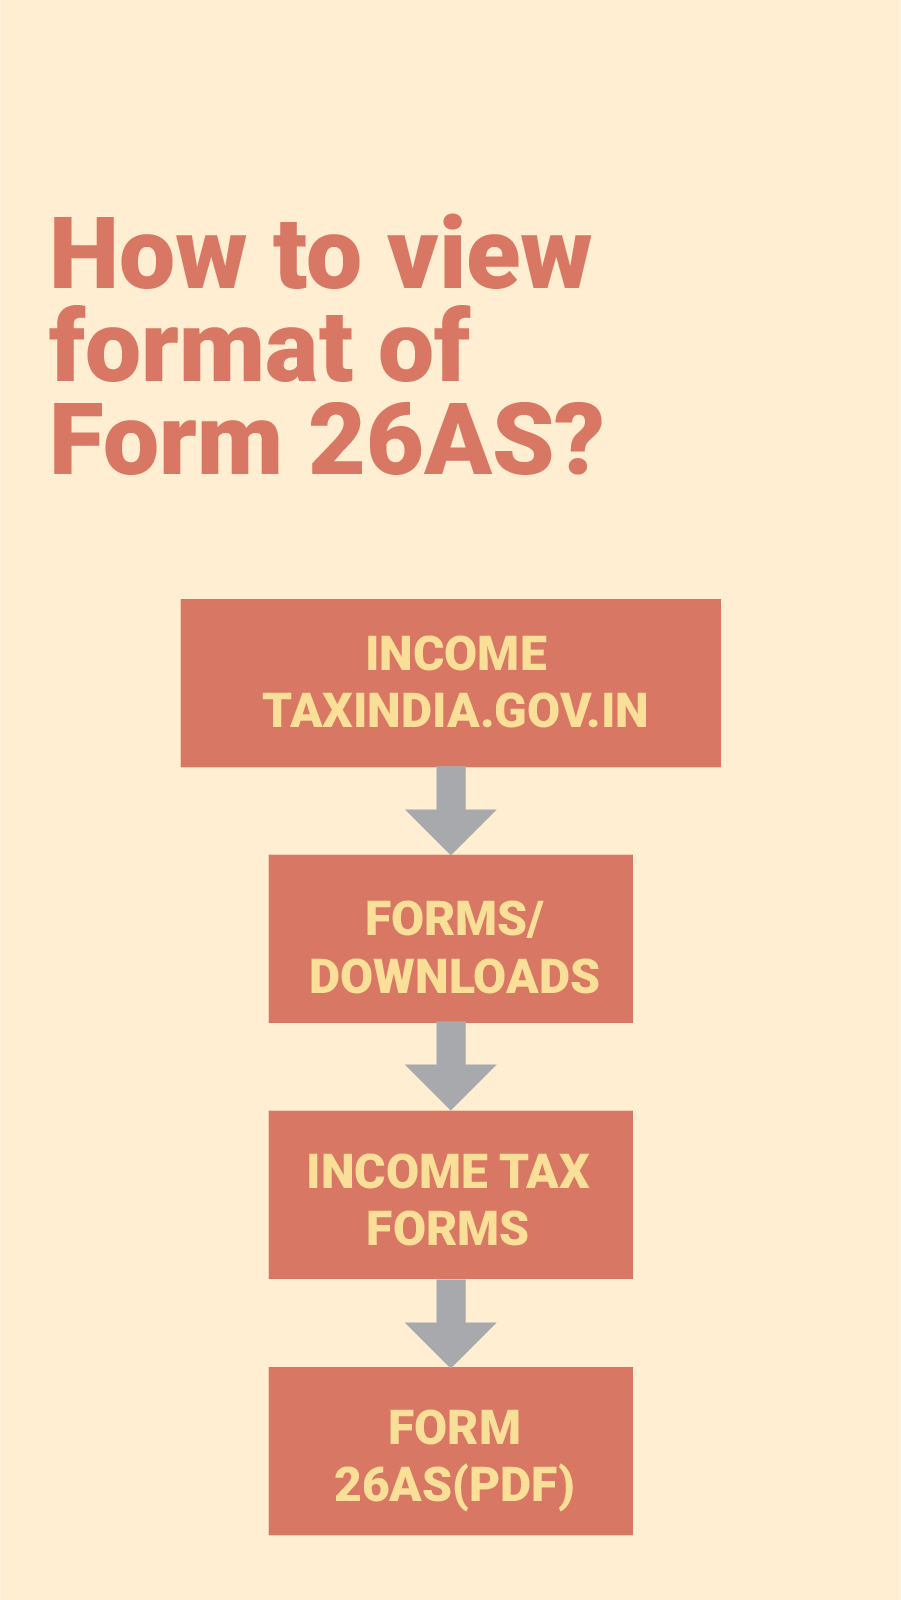 How to view
format of
Form 26AS?
INCOME
TAXINDIA.GOV.IN
FORMS/
DOWNLOADS
INCOME TAX
FORMS
FORM
26AS(PDF)